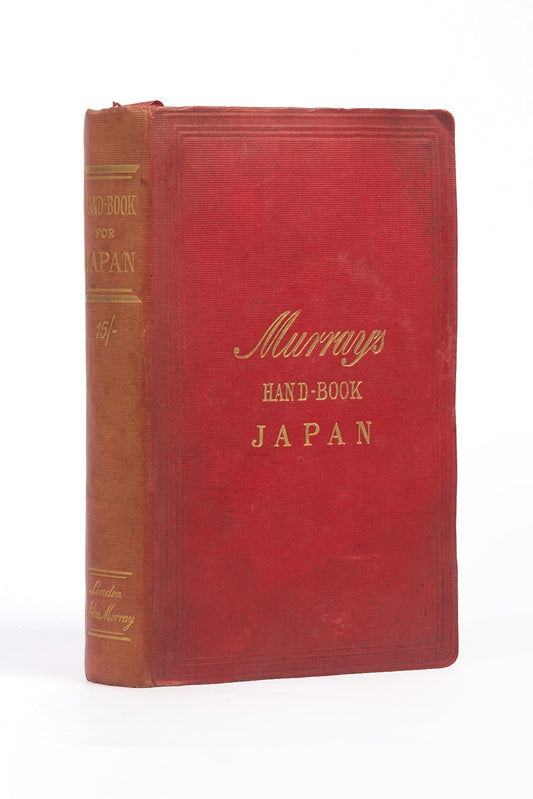 HAND-BOOK
FOR
JAPAN
15/-
London
John Murray
Murray's
HAND-BOOK
JAPAN